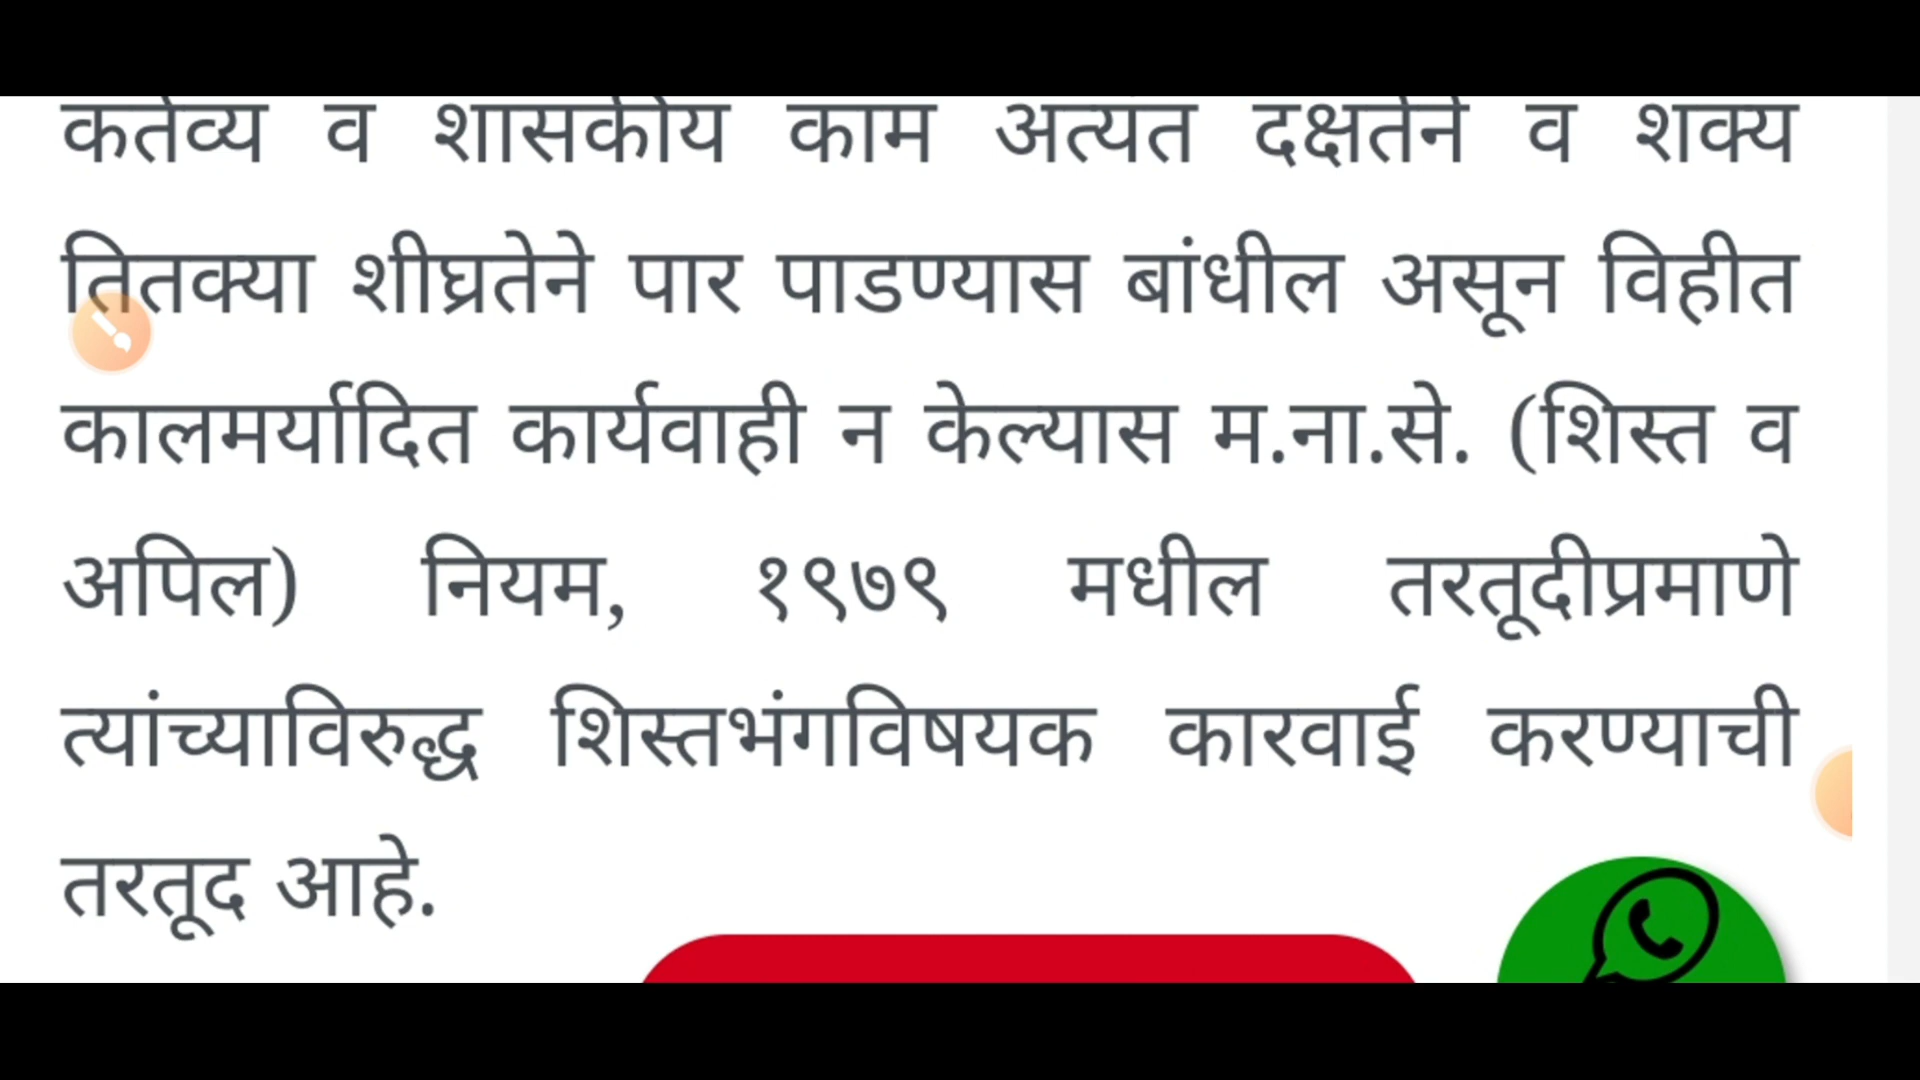 कर्तव्य व शासकीय काम अत्यंत दक्षतेने व शक्य
तितक्या शीघ्रतेने पार पाडण्यास बांधील असून विहीत
कालमर्यादित कार्यवाही न केल्यास म.ना.से. (शिस्त व
अपिल) नियम, १९७९ मधील तरतूदीप्रमाणे
त्यांच्याविरुद्ध शिस्तभंगविषयक कारवाई करण्याची
तरतूद आहे.